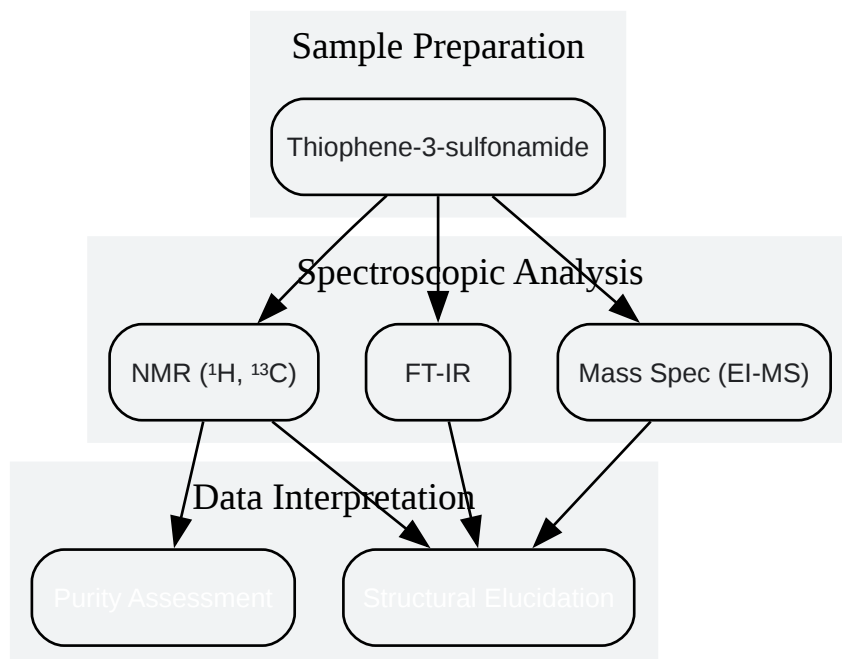 Sample Preparation
Thiophene-3-sulfonamide
Spectroscopic Analysis
NMR (¹H, ¹³C)
FT-IR
Mass Spec (EI-MS)
Data Interpretation
Purity Assessment
Structural Elucidation